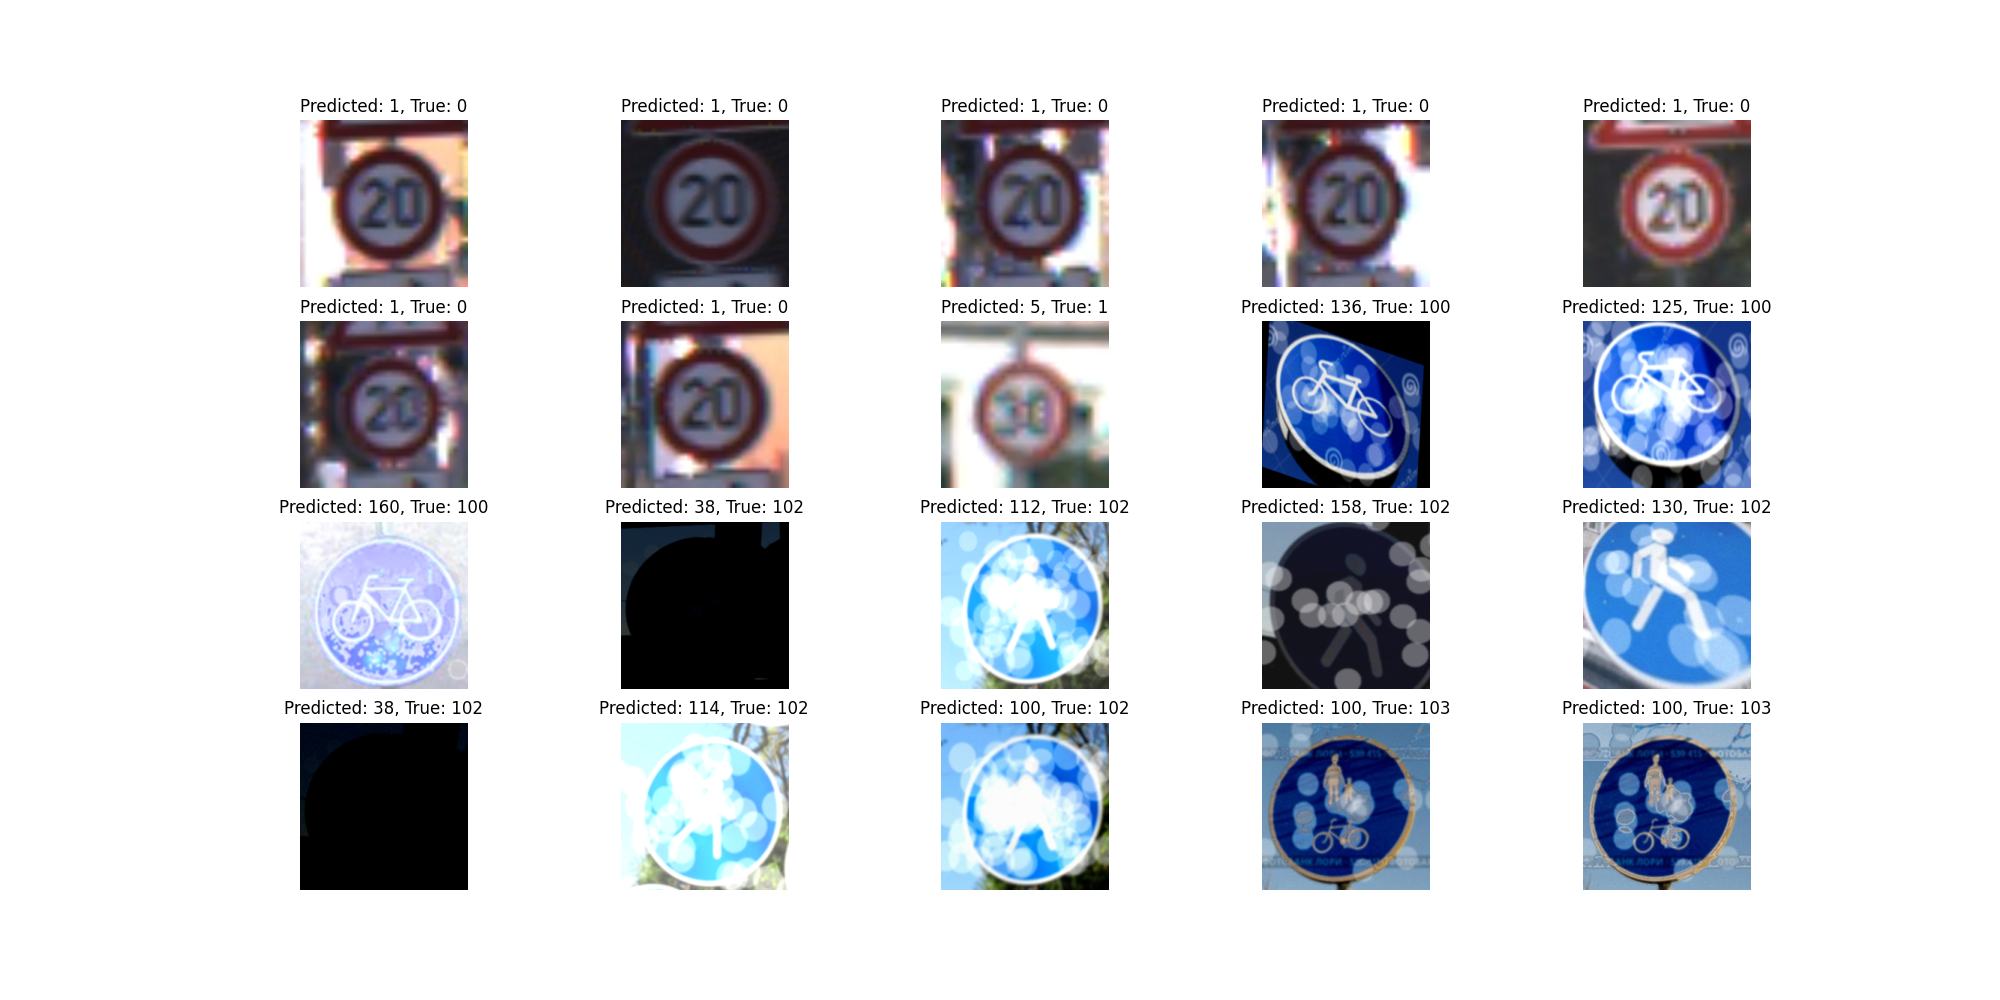 Predicted: 1, True: 0
Predicted: 1, True: 0
Predicted: 1, True: 0
Predicted: 1, True: 0
Predicted: 1, True: 0
20
20
20
20
20
Predicted: 1, True: 0
Predicted: 1, True: 0
Predicted: 5, True: 1
Predicted: 136, True: 100
Predicted: 125, True: 100
20
20
30
Predicted: 160, True: 100
Predicted: 38, True: 102
Predicted: 112, True: 102
Predicted: 158, True: 102
Predicted: 130, True: 102
Predicted: 38, True: 102
Predicted: 114, True: 102
Predicted: 100, True: 102
Predicted: 100, True: 103
Predicted: 100, True: 103